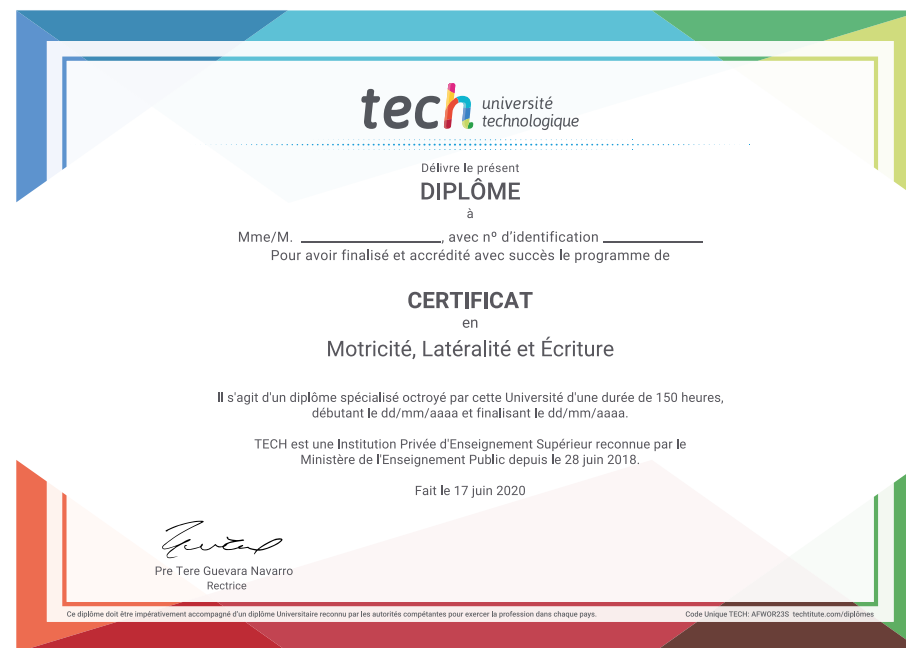 tech université
technologique
Délivre le présent
DIPLÔME
à
Mme/M. ____________________, avec nº d'identification ______________
Pour avoir finalisé et accrédité avec succès le programme de
CERTIFICAT
en
Motricité, Latéralité et Écriture
Il s'agit d'un diplôme spécialisé octroyé par cette Université d'une durée de 150 heures,
débutant le dd/mm/aaaa et finalisant le dd/mm/aaaa.
TECH est une Institution Privée d'Enseignement Supérieur reconnue par le
Ministère de l'Enseignement Public depuis le 28 juin 2018.
Fait le 17 juin 2020
Pre Tere Guevara Navarro
Rectrice
Ce diplôme doit être impérativement accompagné d'un diplôme Universitaire reconnu par les autorités compétantes pour exercer la profession dans chaque pays.
Code Unique TECH: AFWOR23S techtitute.com/diplômes